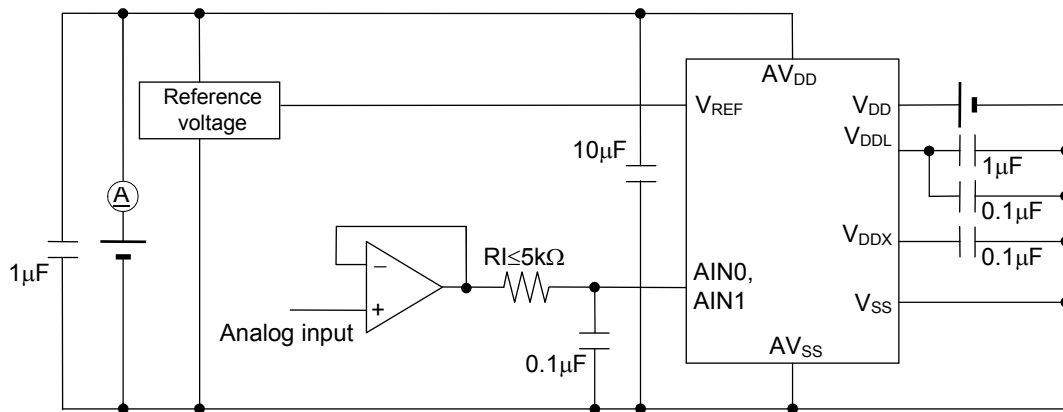 AVDD
Reference
voltage
VREF
VDD
VDDL
10μF
1μF
A
0.1μF
VDDX
1μF
−
RI≤5kΩ
0.1μF
AIN0,
AIN1
+
VSS
Analog input
0.1μF
AVSS